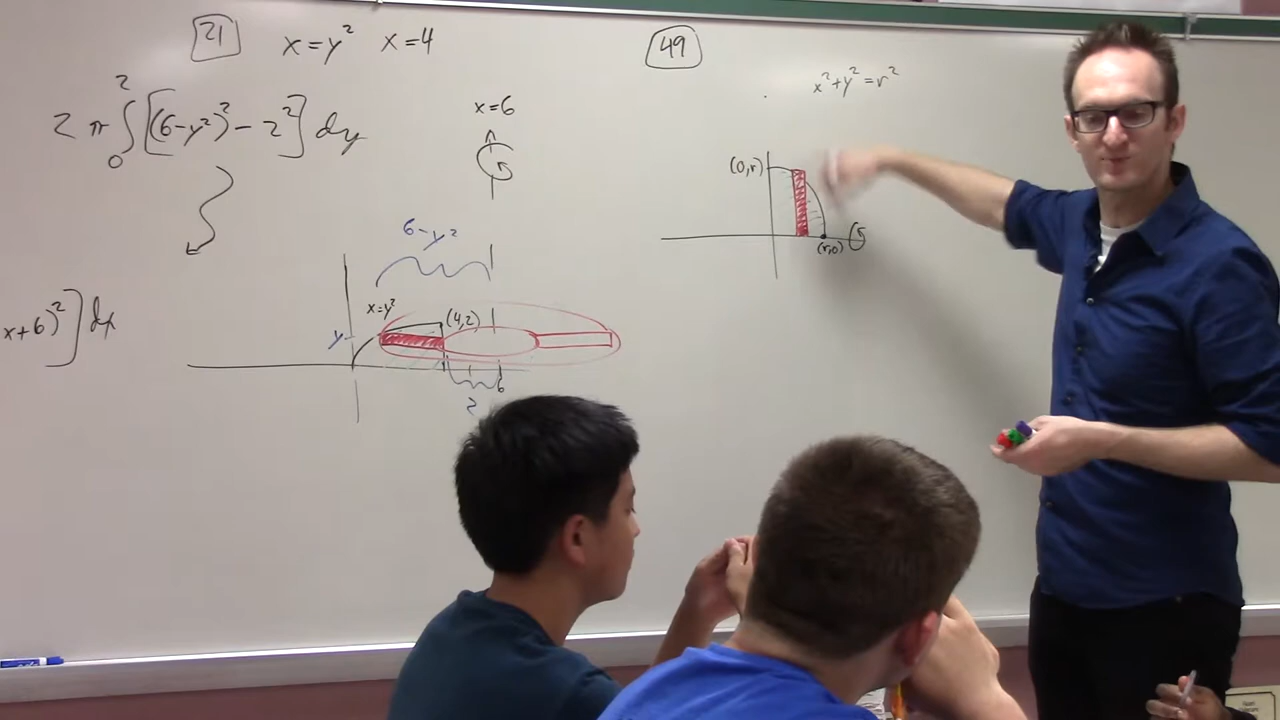 21 x=y² x=4
2π∫₀²[(6-y²)²-2²]dy
x=6
6-y²
x=y²
(4,2)
y
6
2
x+6)²]dx
49
x²+y²=r²
(0,r)
(r,0)